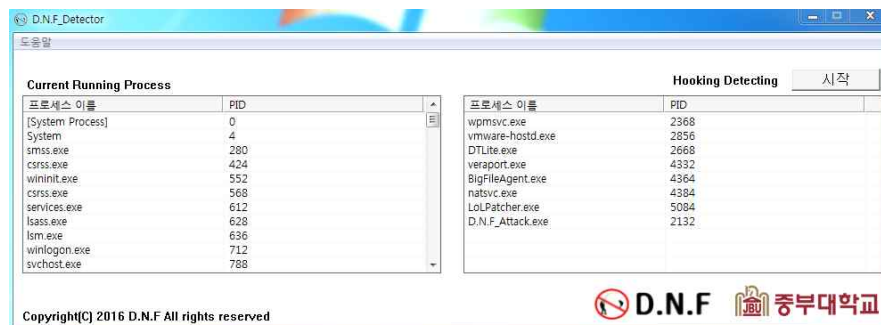 D.N.F_Detector
도움말
Current Running Process
프로세스 이름 PID
[System Process] 0
System 4
smss.exe 280
csrss.exe 424
wininit.exe 552
csrss.exe 568
services.exe 612
lsass.exe 628
lsm.exe 636
winlogon.exe 712
svchost.exe 788
Hooking Detecting 시작
프로세스 이름 PID
wpmsvc.exe 2368
vmware-hostd.exe 2856
DTLite.exe 2668
veraport.exe 4332
BigFileAgent.exe 4364
natsvc.exe 4384
LoLPatcher.exe 5084
D.N.F_Attack.exe 2132
Copyright(C) 2016 D.N.F All rights reserved
D.N.F JBU 중부대학교